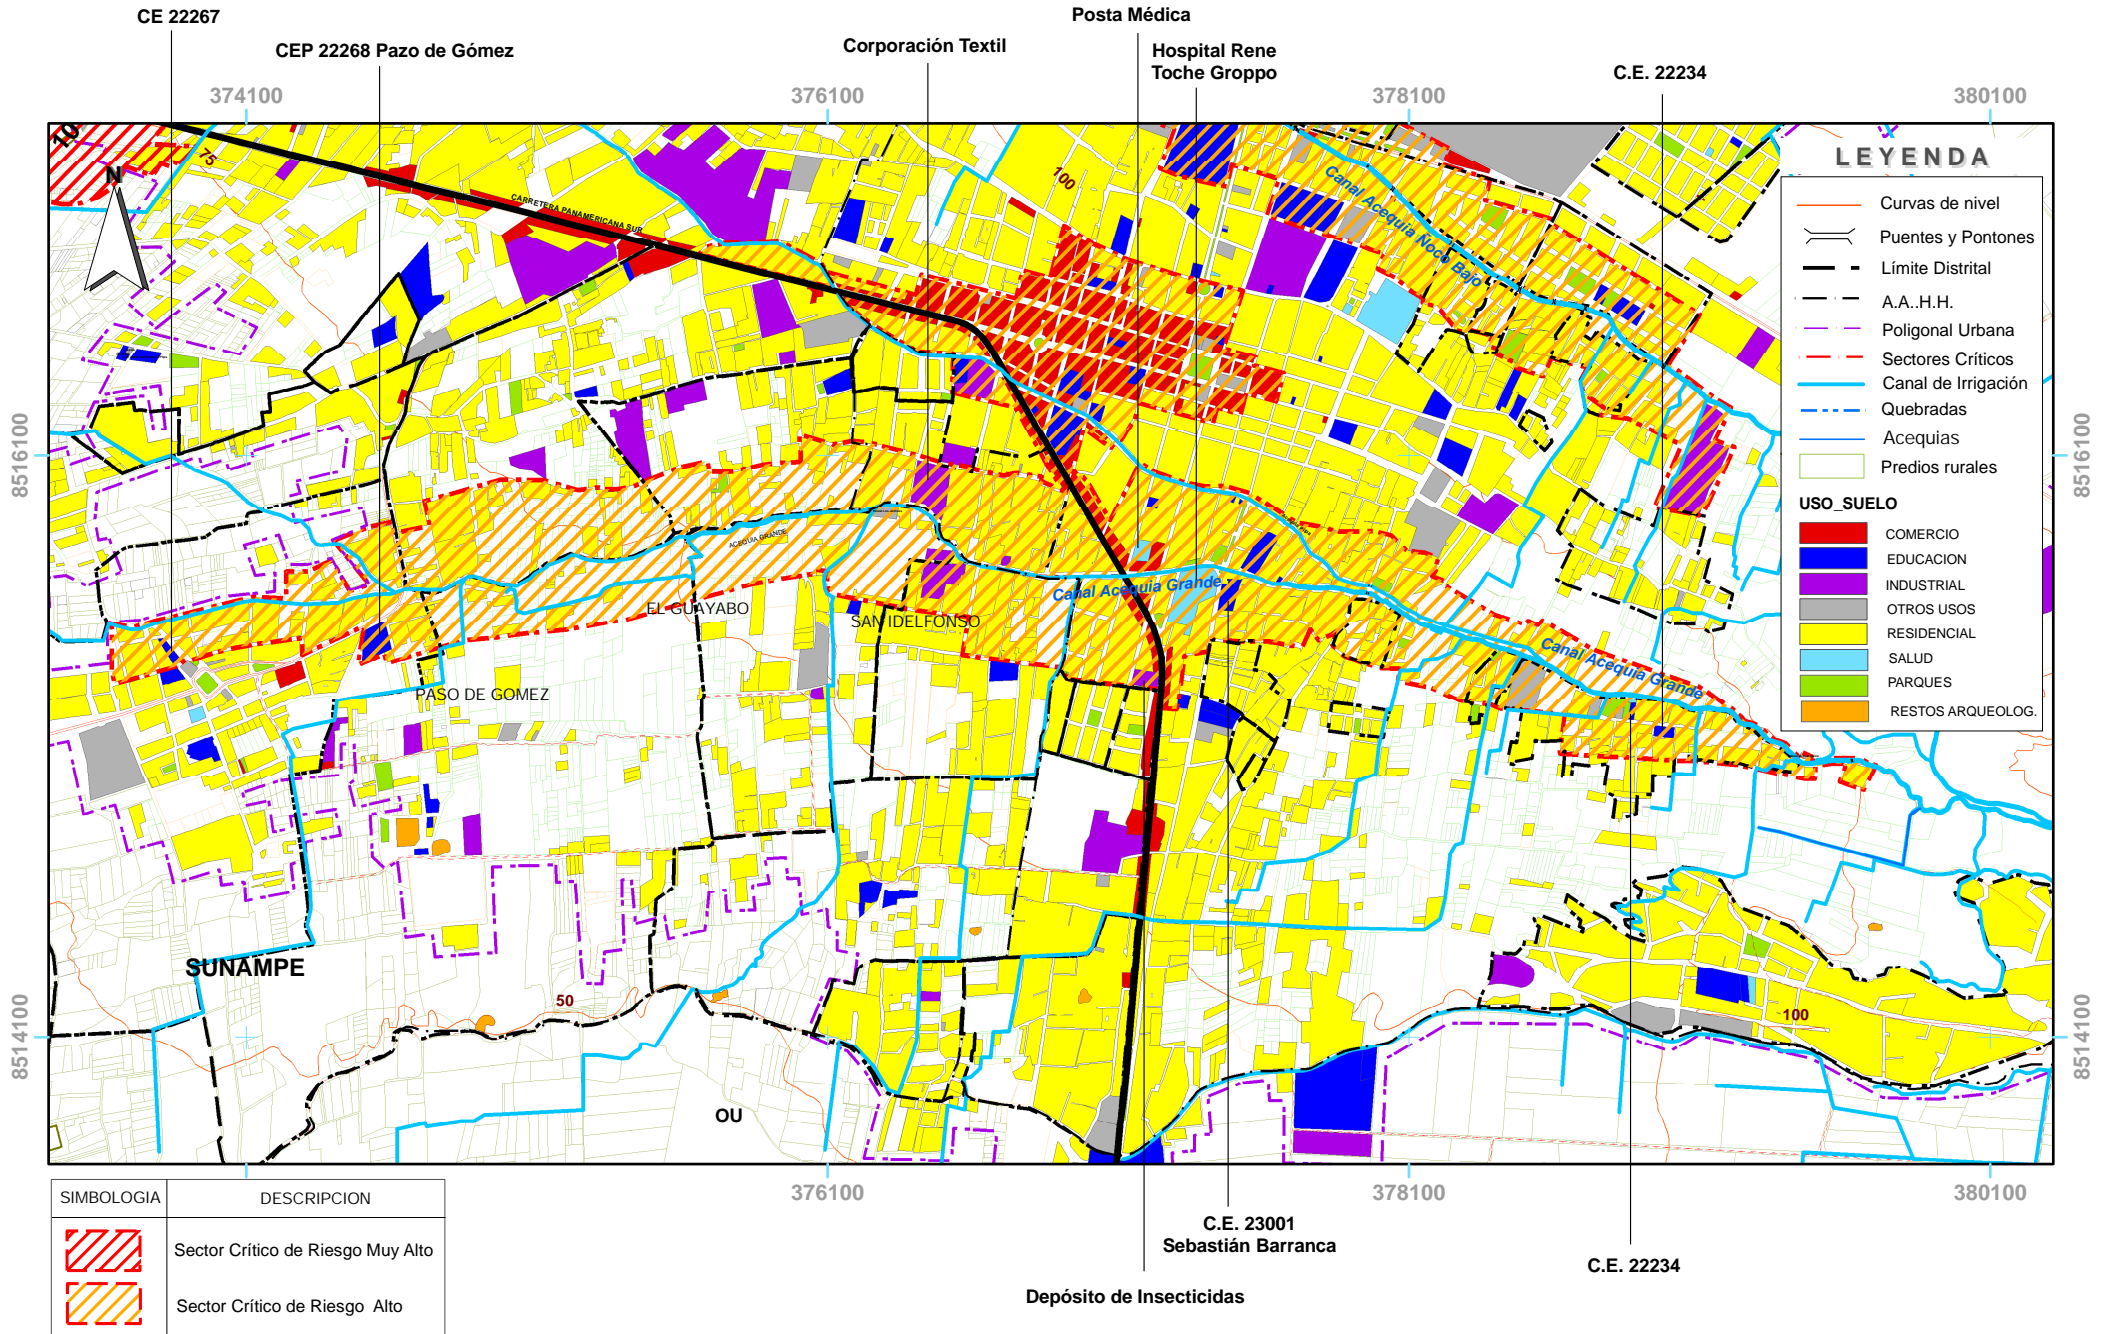 CE 22267
CEP 22268 Pazo de Gómez
Corporación Textil
Posta Médica
Hospital Rene
Toche Groppo
C.E. 22234
374100
376100
378100
380100
10
75
N
CARRETERA PANAMERICANA SUR
100
Canal Acequia Noco Bajo
LEYENDA
Curvas de nivel
Puentes y Pontones
Límite Distrital
A.A..H.H.
Poligonal Urbana
Sectores Críticos
Canal de Irrigación
Quebradas
Acequias
Predios rurales
USO_SUELO
COMERCIO
EDUCACION
INDUSTRIAL
OTROS USOS
RESIDENCIAL
SALUD
PARQUES
RESTOS ARQUEOLOG.
8516100
8516100
ACEQUIA GRANDE
Canal Acequia Grande
EL GUAYABO
SAN IDELFONSO
Canal Acequia Grande
PASO DE GOMEZ
SUNAMPE
50
100
8514100
8514100
OU
376100
378100
380100
SIMBOLOGIA
DESCRIPCION
Sector Crítico de Riesgo Muy Alto
Sector Crítico de Riesgo Alto
C.E. 23001
Sebastián Barranca
C.E. 22234
Depósito de Insecticidas